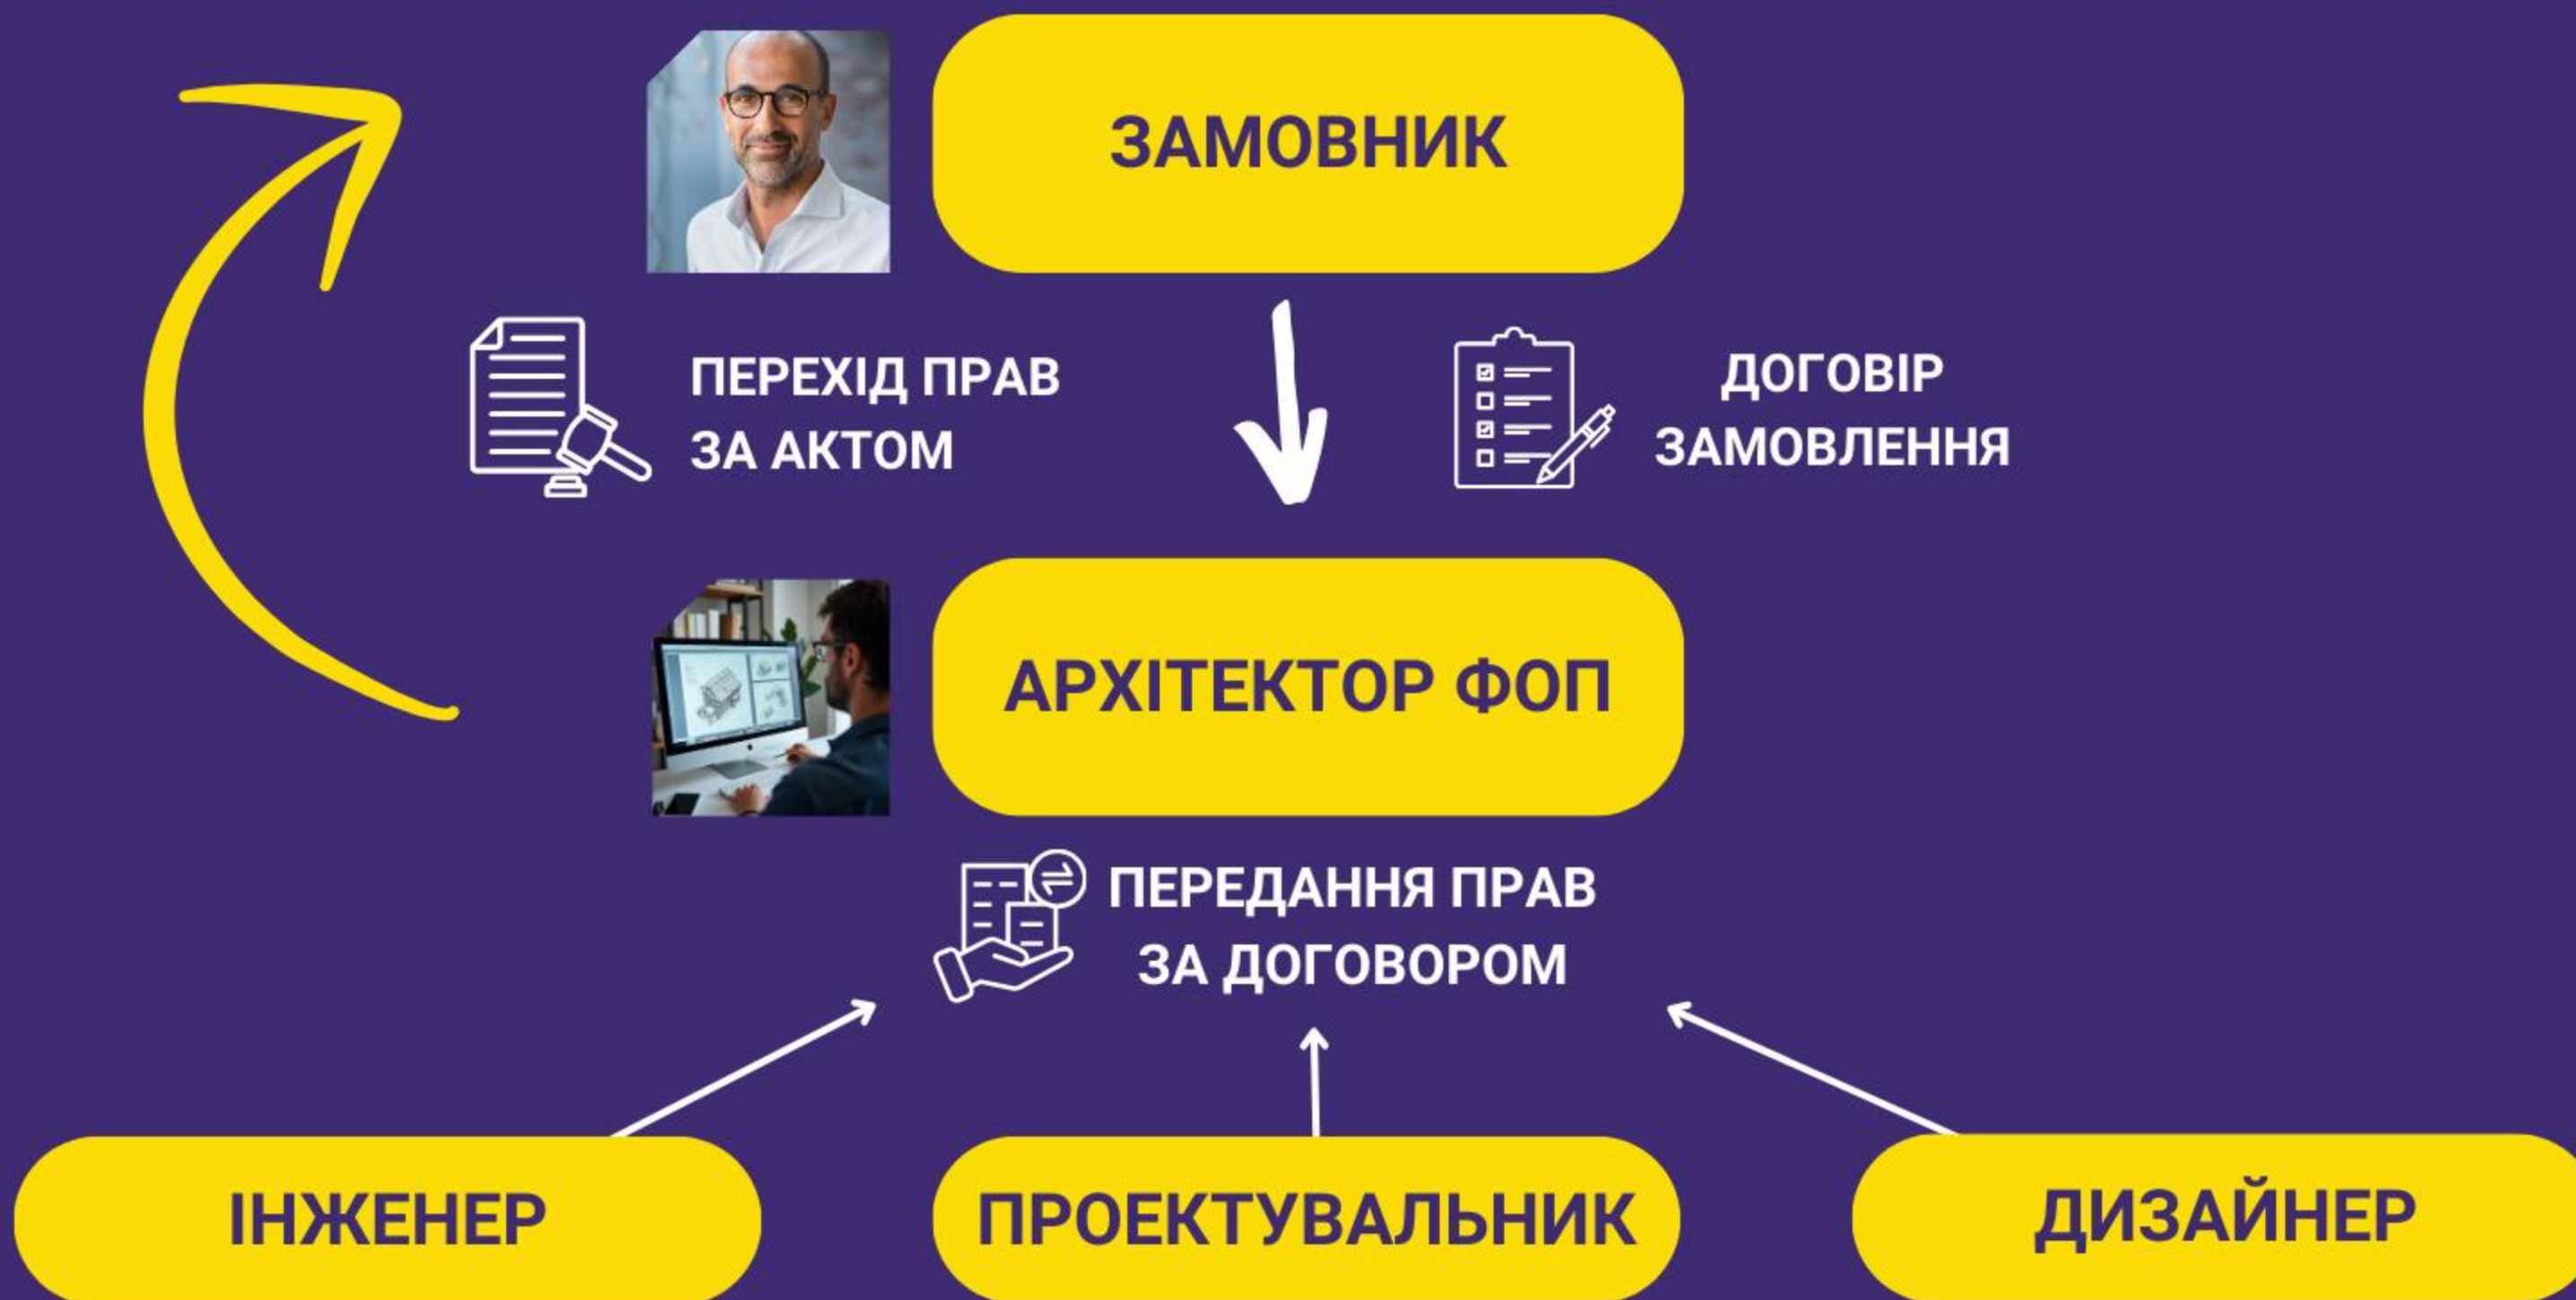 ЗАМОВНИК
ПЕРЕХІД ПРАВ
ЗА АКТОМ
ДОГОВІР
ЗАМОВЛЕННЯ
АРХІТЕКТОР ФОП
ПЕРЕДАННЯ ПРАВ
ЗА ДОГОВОРОМ
ІНЖЕНЕР
ПРОЕКТУВАЛЬНИК
ДИЗАЙНЕР